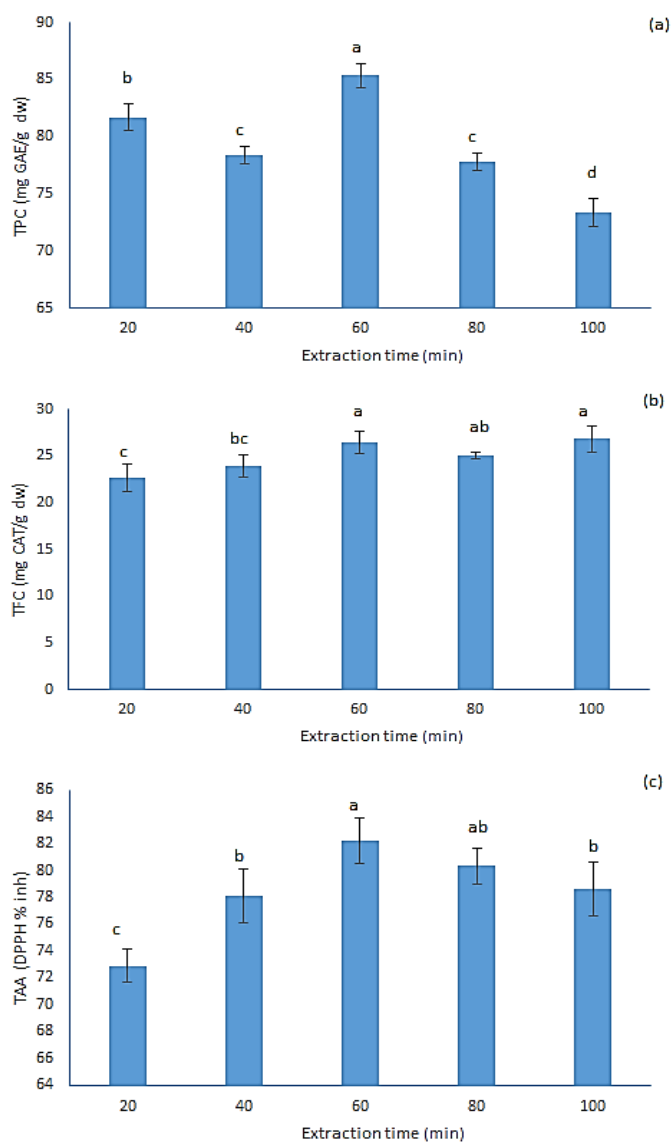 (a)
90
85
80
75
70
65
TPC (mg GAE/g dw)
b
c
a
c
d
20 40 60 80 100
Extraction time (min)
(b)
30
25
20
15
10
5
0
TFC (mg CAT/g dw)
c
bc
a
ab
a
20 40 60 80 100
Extraction time (min)
(c)
86
84
82
80
78
76
74
72
70
68
66
64
TAA (DPPH % inh)
c
b
a
ab
b
20 40 60 80 100
Extraction time (min)